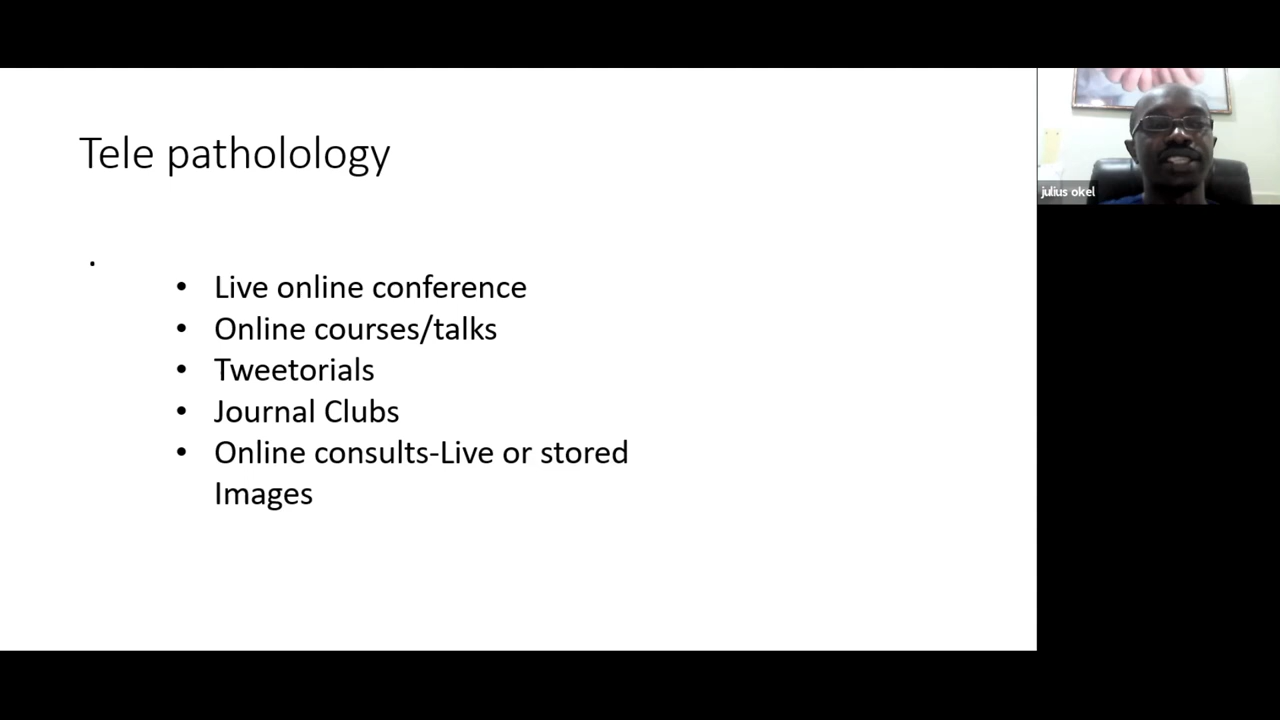 Tele patholology
.
• Live online conference
• Online courses/talks
• Tweetorials
• Journal Clubs
• Online consults-Live or stored
Images
julius okel